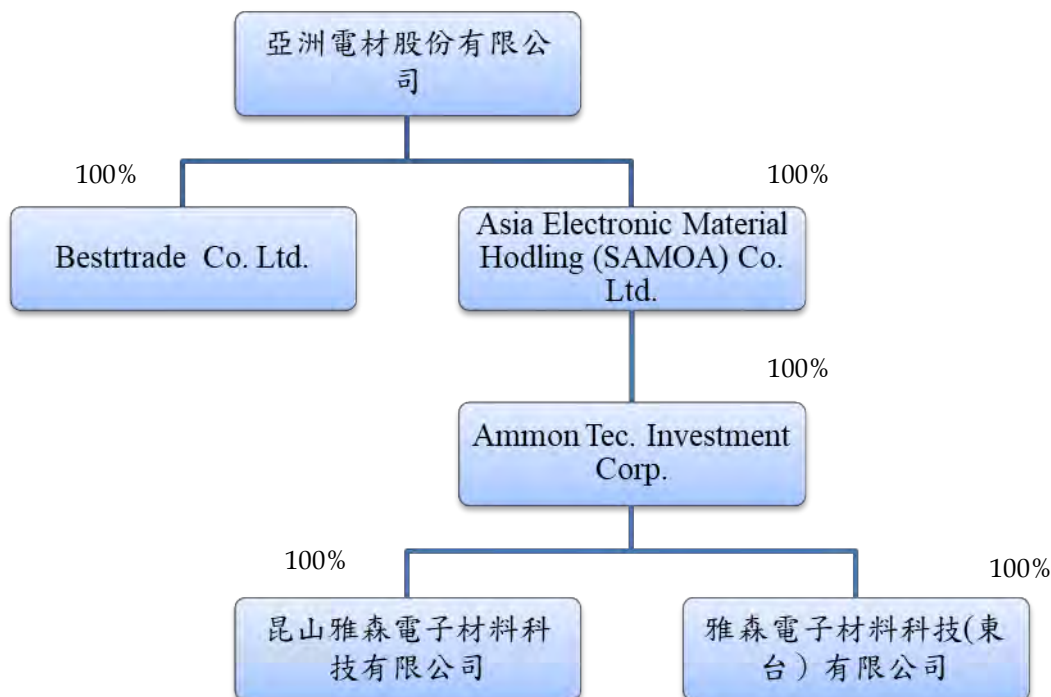 亞洲電材股份有限公
司
100%
100%
Bestrtrade Co. Ltd.
Asia Electronic Material
Hodling (SAMOA) Co.
Ltd.
100%
Ammon Tec. Investment
Corp.
100%
100%
昆山雅森電子材料科
技有限公司
雅森電子材料科技(東
台）有限公司